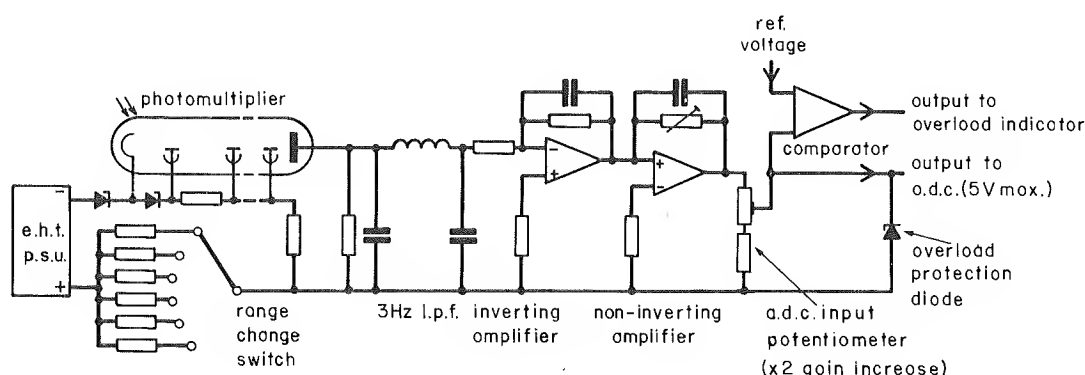 ref.
voltage
photomultiplier
output to
overload indicator
comparator
output to
a.d.c. (5V max.)
−
e.h.t.
p.s.u.
+
−
+
+
−
overload
protection
diode
range
change
switch
3Hz l.p.f.
inverting
amplifier
non-inverting
amplifier
a.d.c. input
potentiometer
(x2 gain increase)